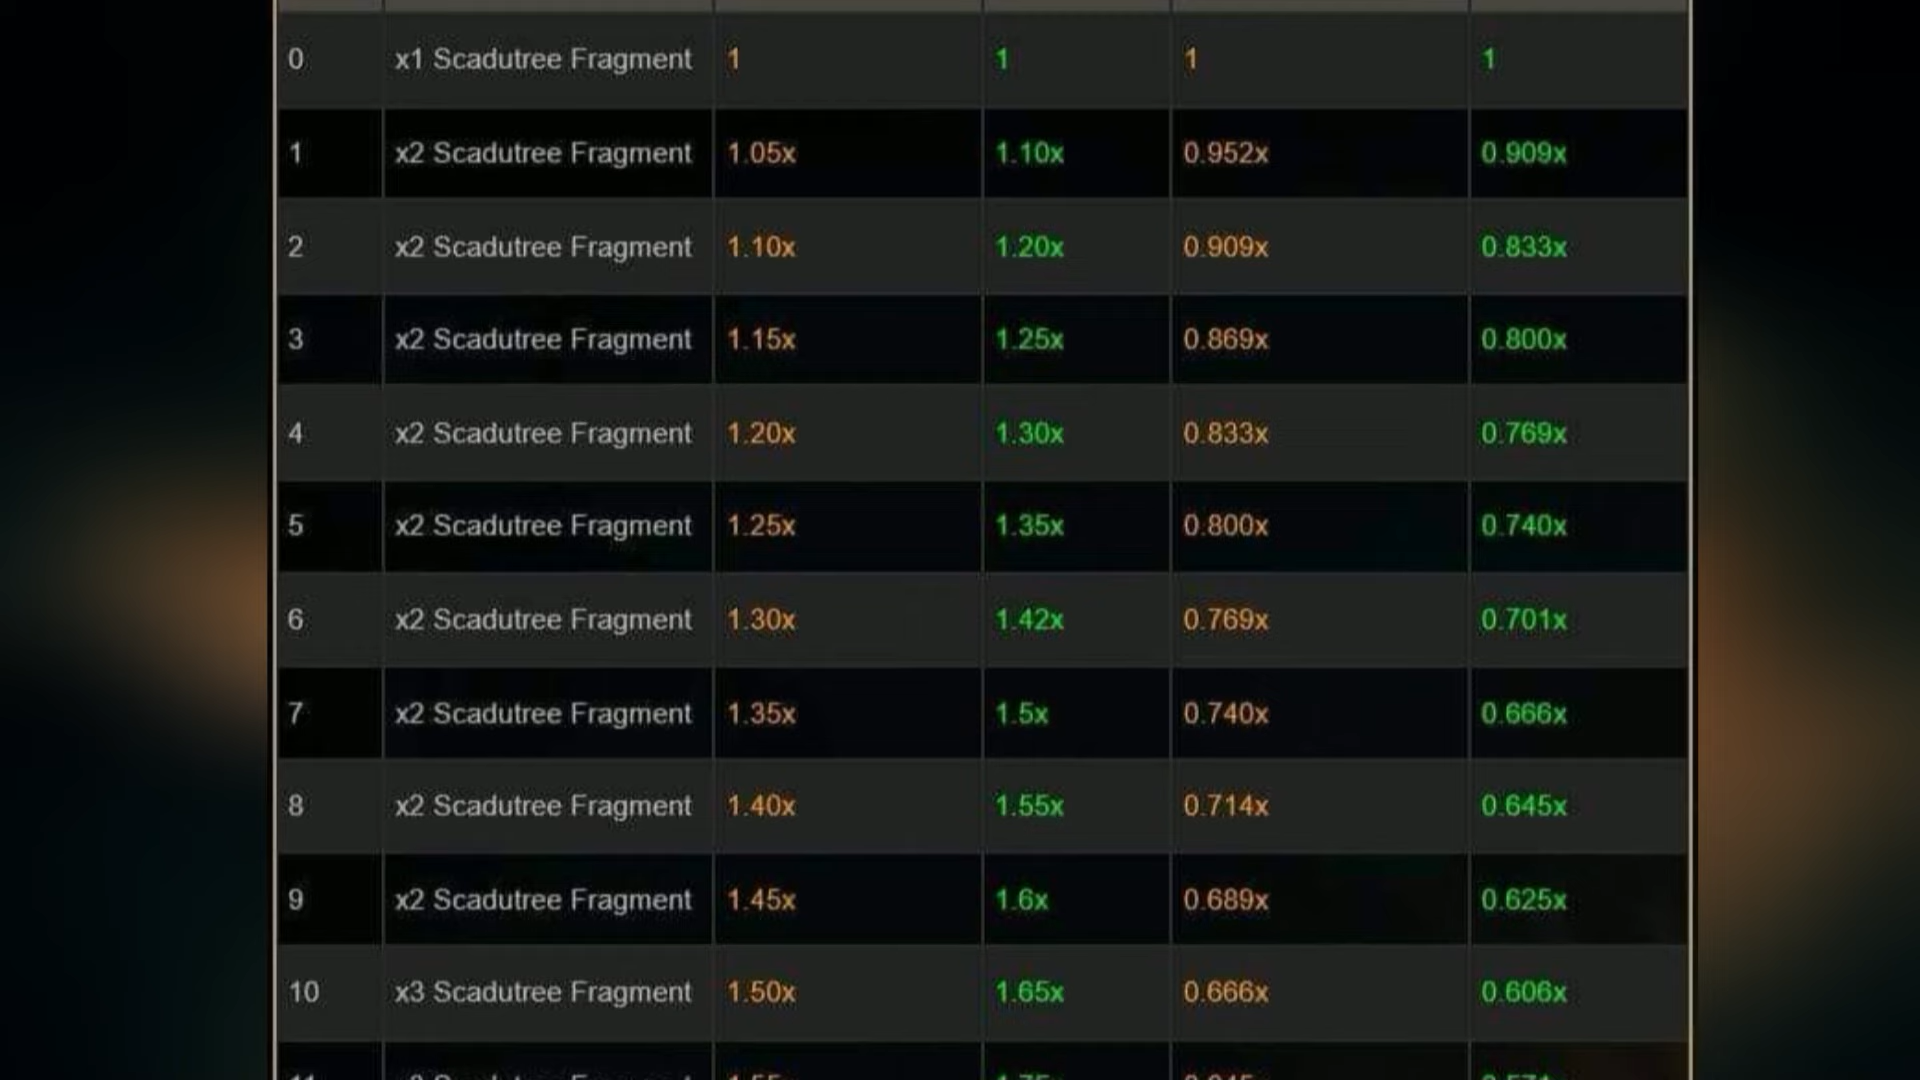 0 x1 Scadutree Fragment 1 1 1 1
1 x2 Scadutree Fragment 1.05x 1.10x 0.952x 0.909x
2 x2 Scadutree Fragment 1.10x 1.20x 0.909x 0.833x
3 x2 Scadutree Fragment 1.15x 1.25x 0.869x 0.800x
4 x2 Scadutree Fragment 1.20x 1.30x 0.833x 0.769x
5 x2 Scadutree Fragment 1.25x 1.35x 0.800x 0.740x
6 x2 Scadutree Fragment 1.30x 1.42x 0.769x 0.701x
7 x2 Scadutree Fragment 1.35x 1.5x 0.740x 0.666x
8 x2 Scadutree Fragment 1.40x 1.55x 0.714x 0.645x
9 x2 Scadutree Fragment 1.45x 1.6x 0.689x 0.625x
10 x3 Scadutree Fragment 1.50x 1.65x 0.666x 0.606x